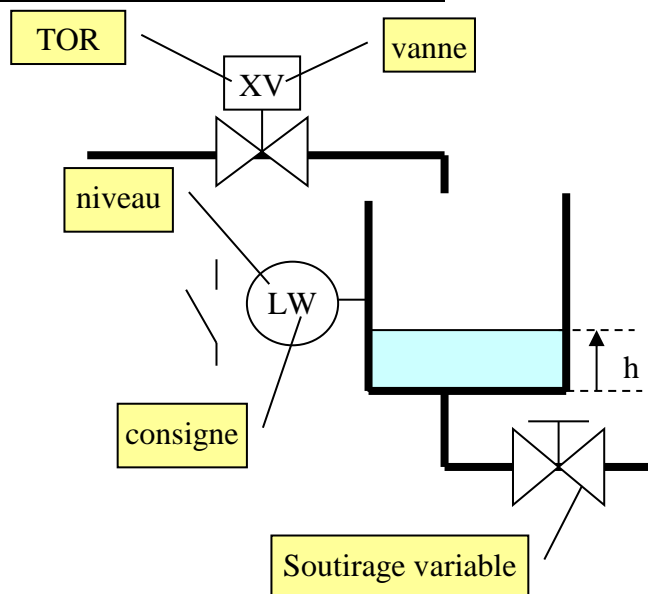 TOR
vanne
XV
niveau
LW
h
consigne
Soutirage variable